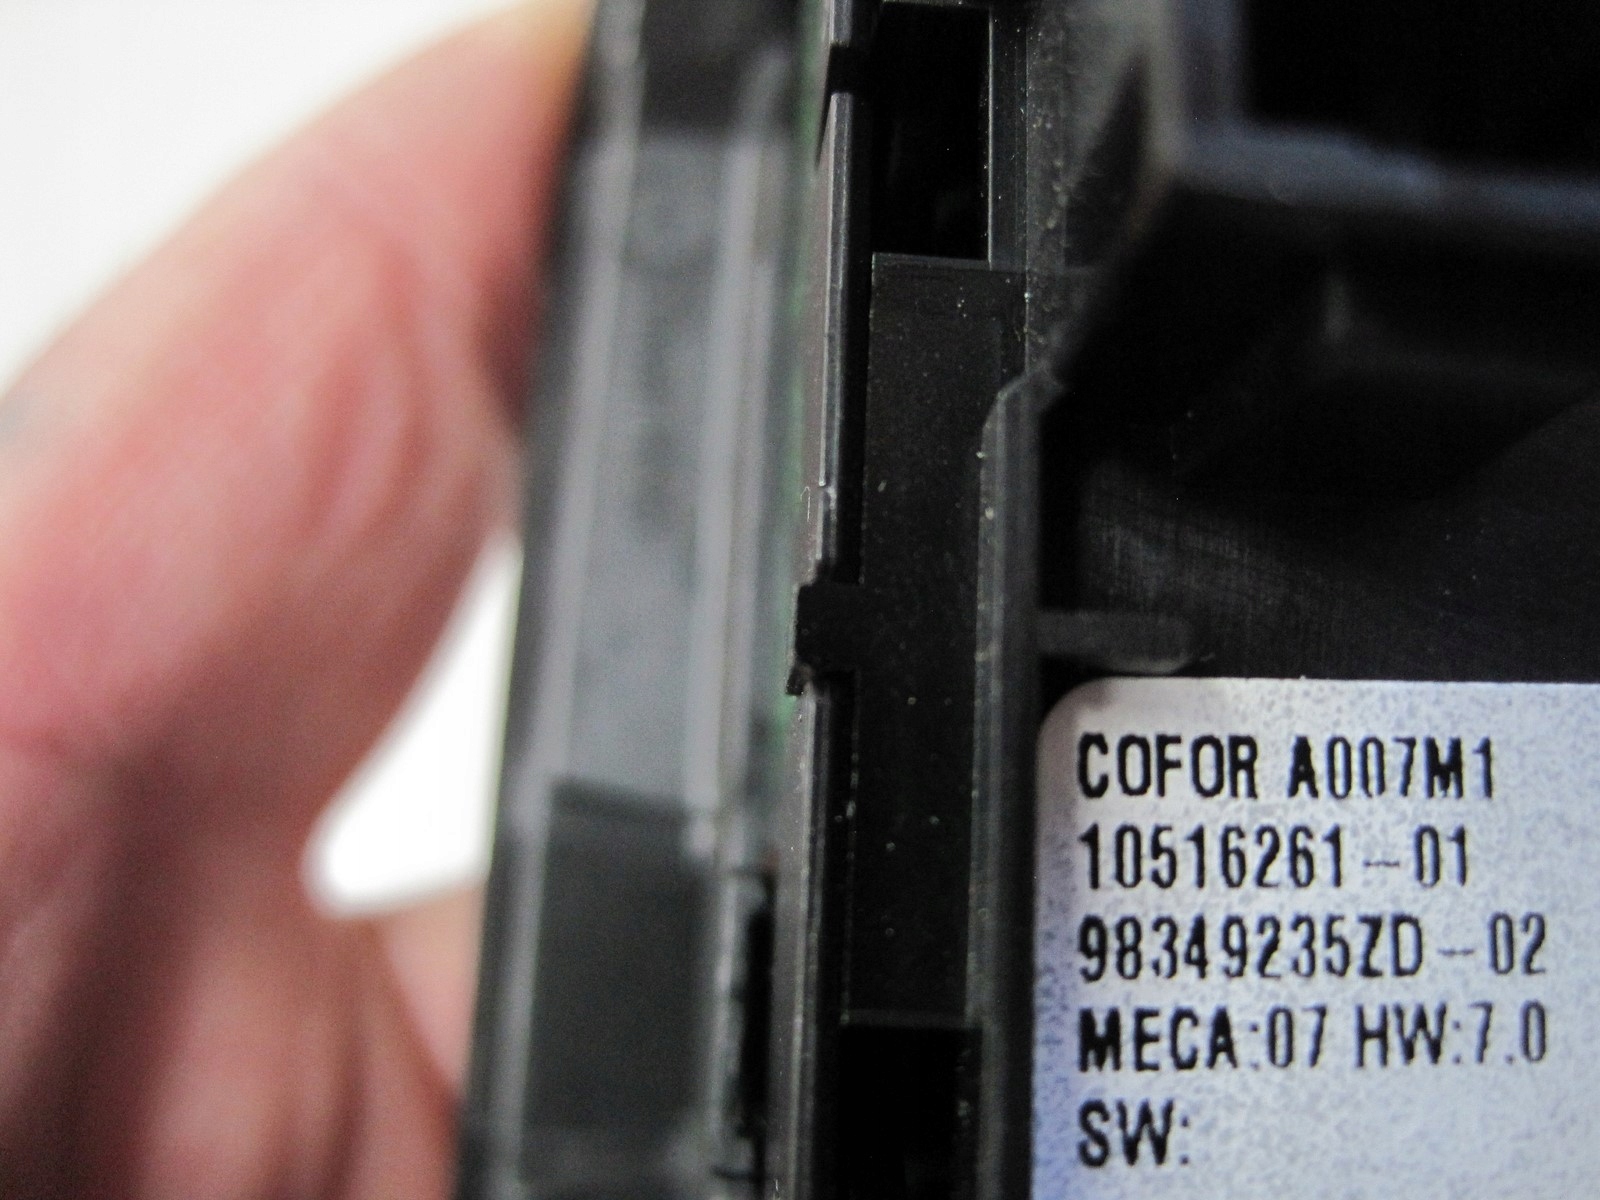 COFOR A007M1
10516261-01
98349235ZD-02
MECA:07 HW:7.0
SW: